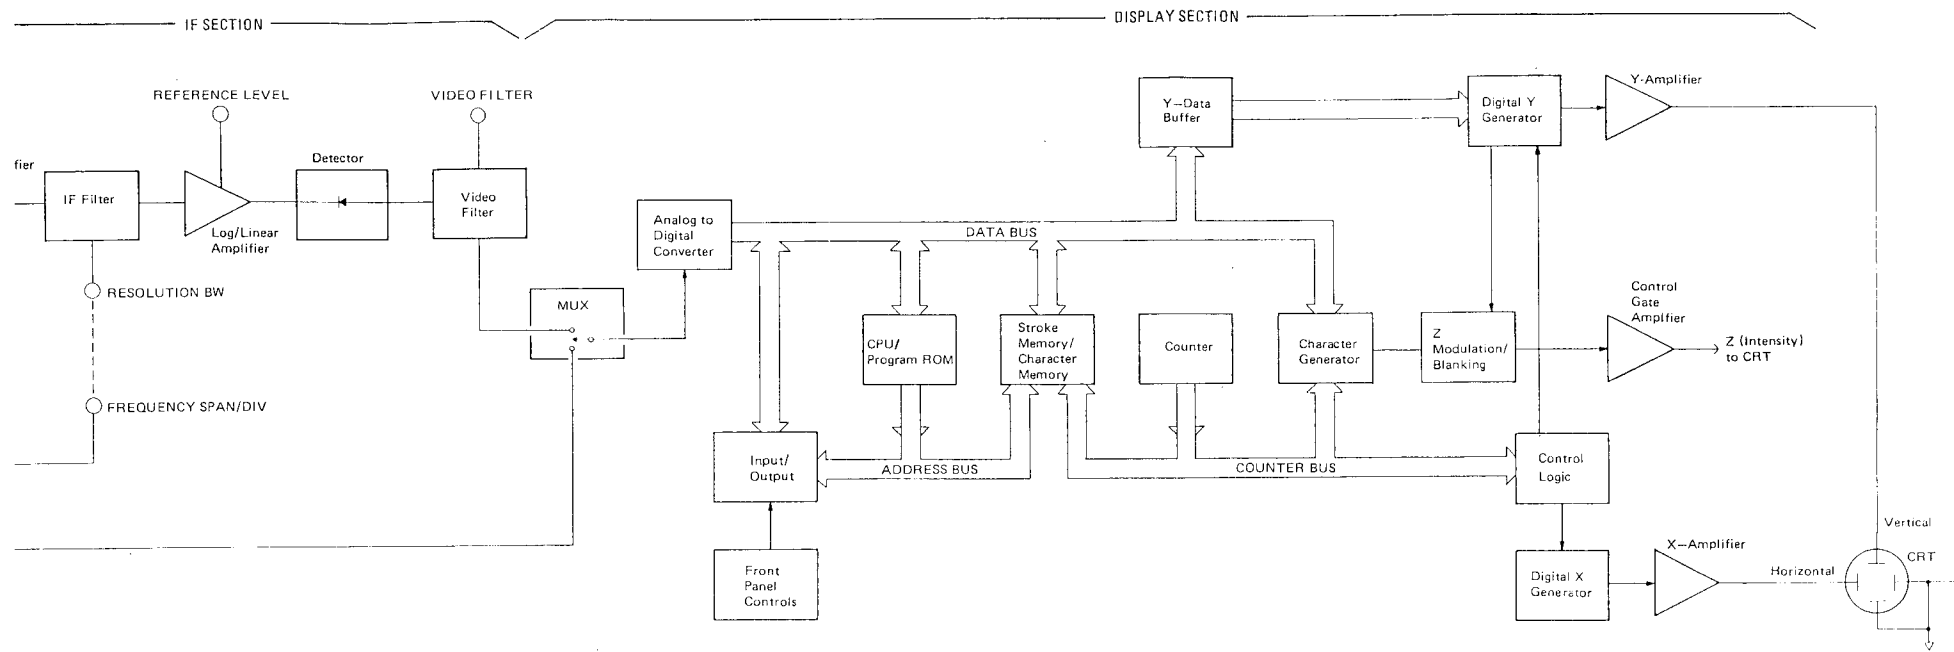 IF SECTION
DISPLAY SECTION
REFERENCE LEVEL
VIDEO FILTER
fier
IF Filter
Log/Linear
Amplifier
Detector
Video
Filter
RESOLUTION BW
FREQUENCY SPAN/DIV
MUX
Analog to
Digital
Converter
DATA BUS
Y-Data
Buffer
Digital Y
Generator
Y-Amplifier
CPU/
Program ROM
Stroke
Memory/
Character
Memory
Counter
Character
Generator
Z
Modulation/
Blanking
Control
Gate
Amplfier
Z (Intensity)
to CRT
Input/
Output
ADDRESS BUS
COUNTER BUS
Control
Logic
Front
Panel
Controls
Digital X
Generator
X-Amplifier
Horizontal
Vertical
CRT